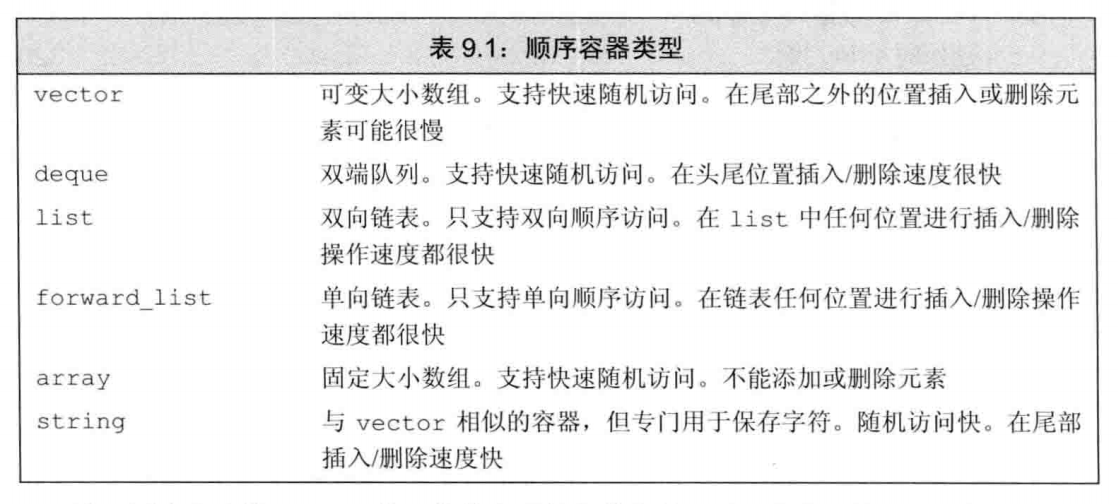 表 9.1：顺序容器类型
vector 可变大小数组。支持快速随机访问。在尾部之外的位置插入或删除元
素可能很慢
deque 双端队列。支持快速随机访问。在头尾位置插入/删除速度很快
list 双向链表。只支持双向顺序访问。在 list 中任何位置进行插入/删除
操作速度都很快
forward_list 单向链表。只支持单向顺序访问。在链表任何位置进行插入/删除操作
速度都很快
array 固定大小数组。支持快速随机访问。不能添加或删除元素
string 与 vector 相似的容器，但专门用于保存字符。随机访问快。在尾部
插入/删除速度快